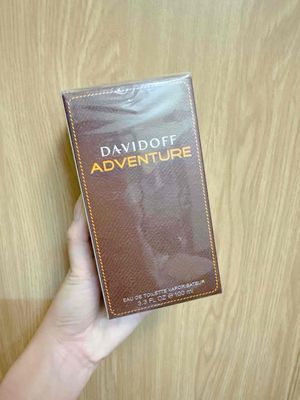 DAVIDOFF
ADVENTURE
EAU DE TOILETTE VAPORISATEUR
3.3 FL OZ ℮ 100 ml